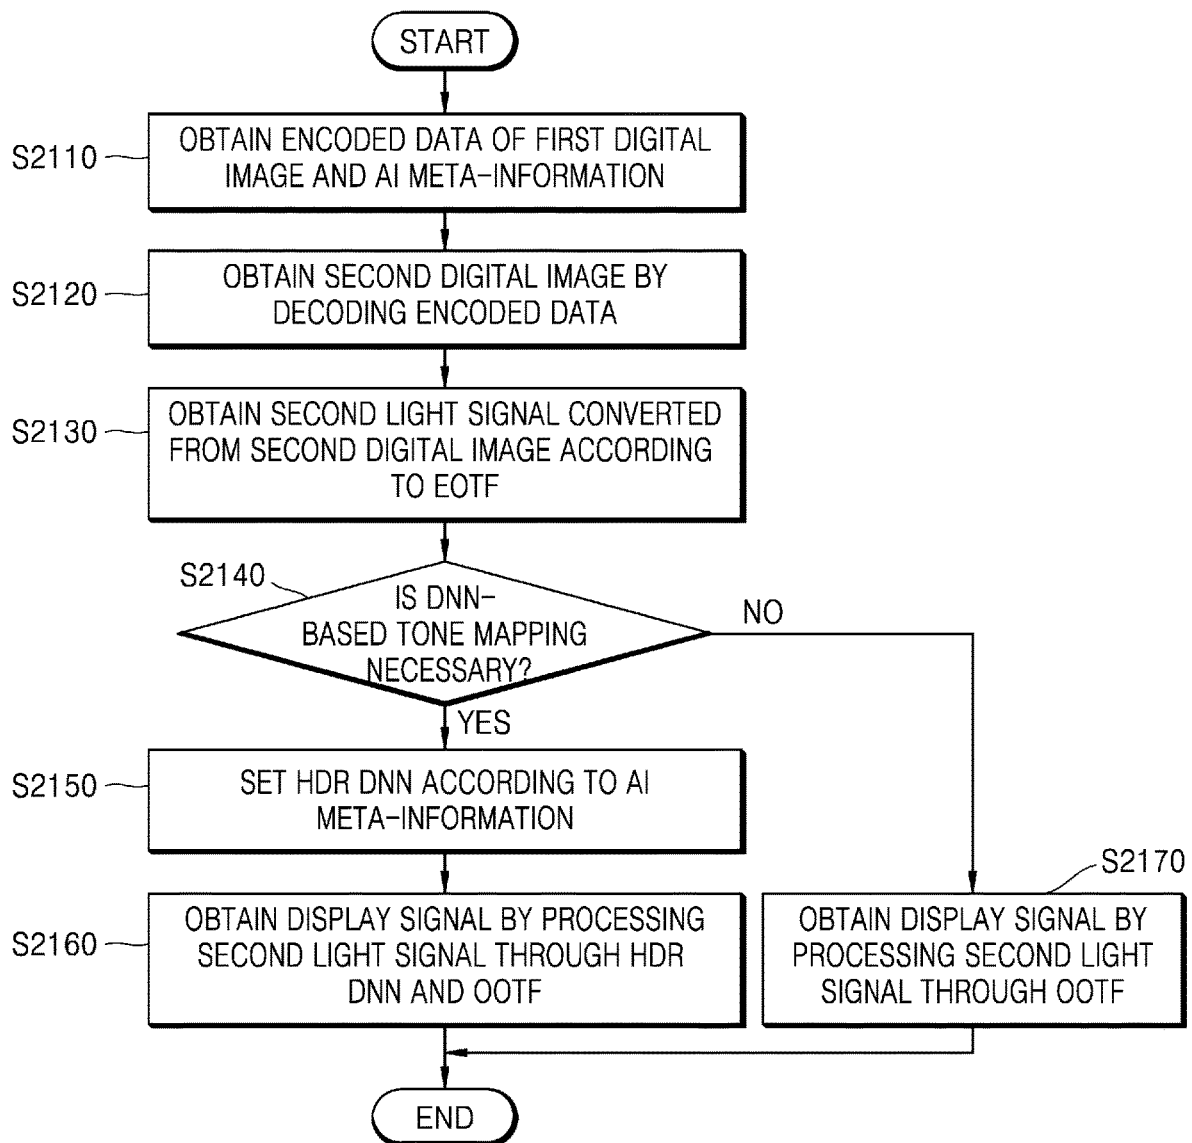 START
S2110
OBTAIN ENCODED DATA OF FIRST DIGITAL
IMAGE AND AI META-INFORMATION
S2120
OBTAIN SECOND DIGITAL IMAGE BY
DECODING ENCODED DATA
S2130
OBTAIN SECOND LIGHT SIGNAL CONVERTED
FROM SECOND DIGITAL IMAGE ACCORDING
TO EOTF
S2140
IS DNN-
BASED TONE MAPPING
NECESSARY?
NO
YES
S2150
SET HDR DNN ACCORDING TO AI
META-INFORMATION
S2160
OBTAIN DISPLAY SIGNAL BY PROCESSING
SECOND LIGHT SIGNAL THROUGH HDR
DNN AND OOTF
S2170
OBTAIN DISPLAY SIGNAL BY
PROCESSING SECOND LIGHT
SIGNAL THROUGH OOTF
END